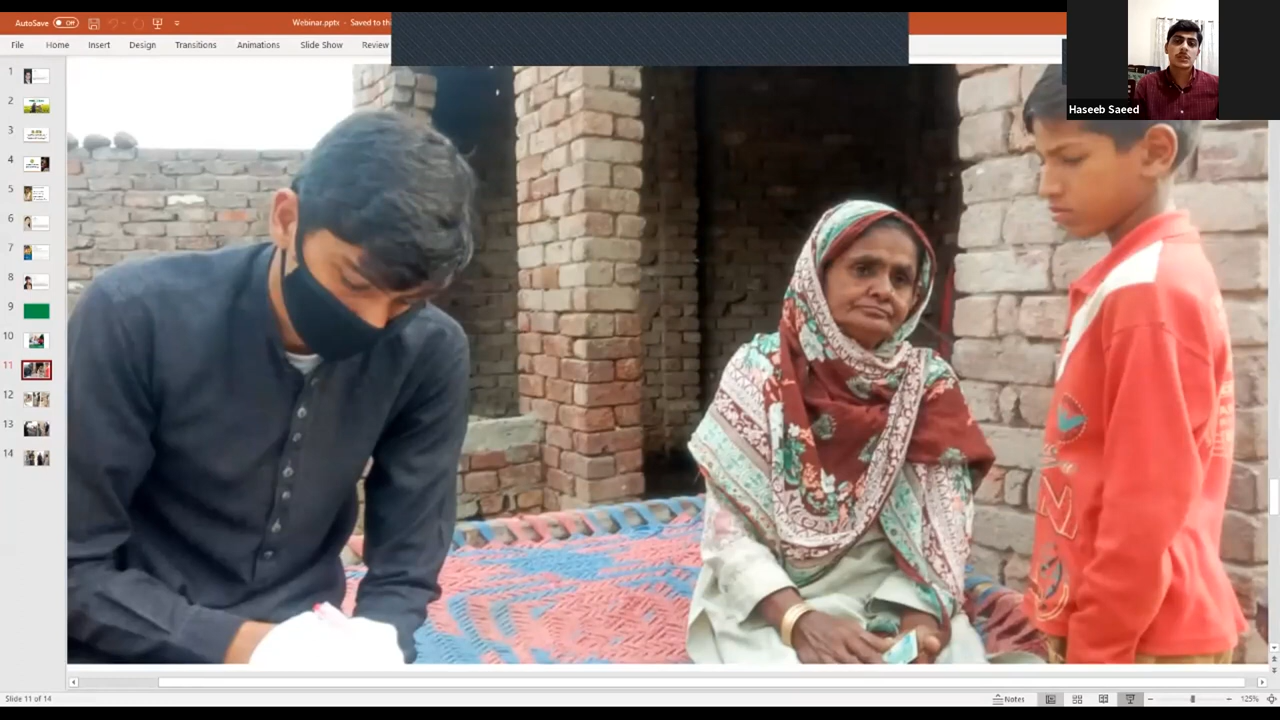 AutoSave Off
Webinar.pptx - Saved to thi
Haseeb Saeed
File Home Insert Design Transitions Animations Slide Show Review
1
2
3
4
5
6
7
8
9
10
11
12
13
14
N
Slide 11 of 14
Notes
125%